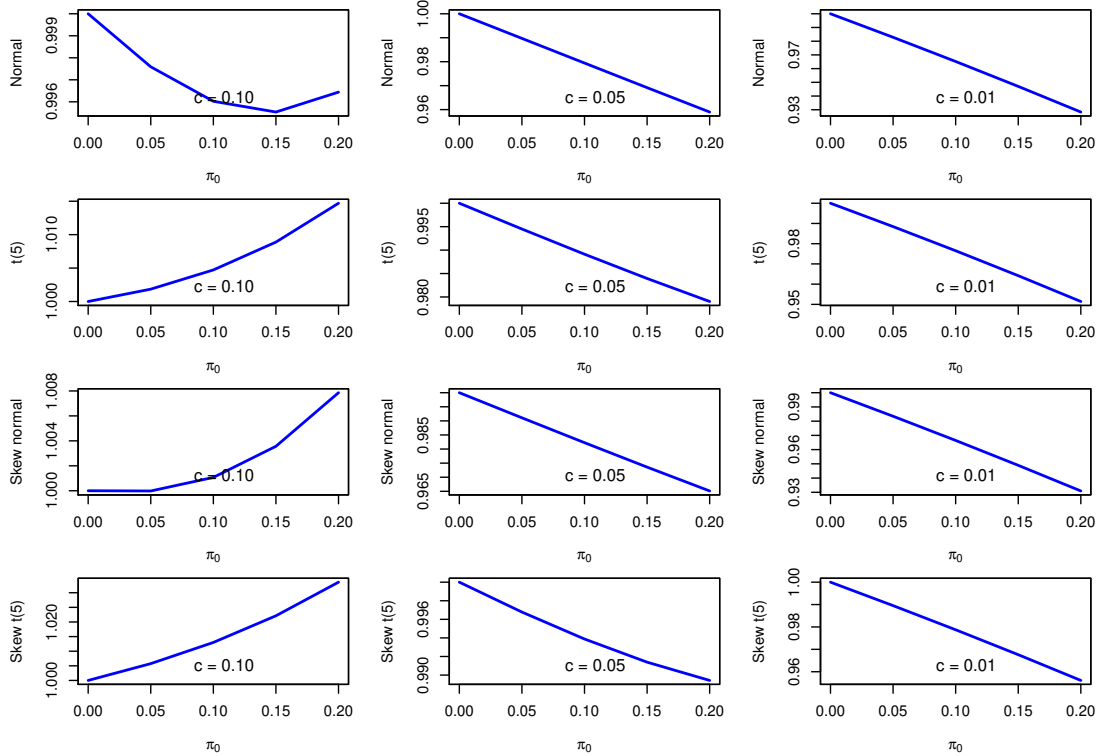 Normal
0.996 0.999
c = 0.10
0.00 0.05 0.10 0.15 0.20
π0
Normal
0.96 0.98 1.00
c = 0.05
0.00 0.05 0.10 0.15 0.20
π0
Normal
0.93 0.97
c = 0.01
0.00 0.05 0.10 0.15 0.20
π0
t(5)
1.000 1.010
c = 0.10
0.00 0.05 0.10 0.15 0.20
π0
t(5)
0.980 0.995
c = 0.05
0.00 0.05 0.10 0.15 0.20
π0
t(5)
0.95 0.98
c = 0.01
0.00 0.05 0.10 0.15 0.20
π0
Skew normal
1.000 1.004 1.008
c = 0.10
0.00 0.05 0.10 0.15 0.20
π0
Skew normal
0.965 0.985
c = 0.05
0.00 0.05 0.10 0.15 0.20
π0
Skew normal
0.93 0.96 0.99
c = 0.01
0.00 0.05 0.10 0.15 0.20
π0
Skew t(5)
1.000 1.020
c = 0.10
0.00 0.05 0.10 0.15 0.20
π0
Skew t(5)
0.990 0.996
c = 0.05
0.00 0.05 0.10 0.15 0.20
π0
Skew t(5)
0.96 0.98 1.00
c = 0.01
0.00 0.05 0.10 0.15 0.20
π0